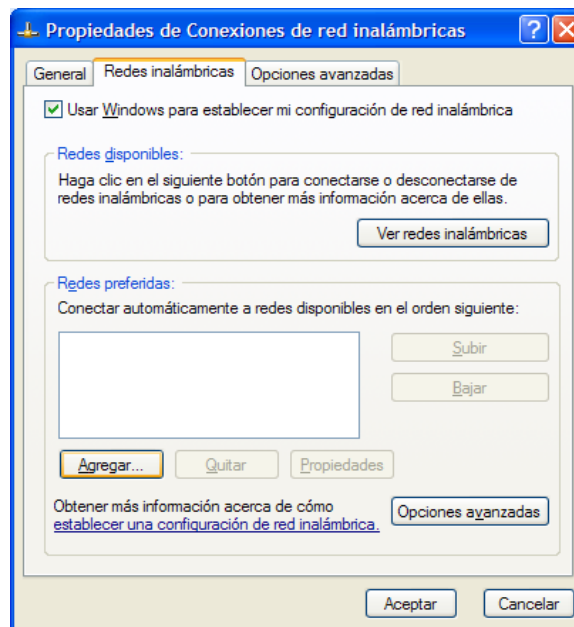 Propiedades de Conexiones de red inalámbricas
General
Redes inalámbricas
Opciones avanzadas
Usar Windows para establecer mi configuración de red inalámbrica
Redes disponibles:
Haga clic en el siguiente botón para conectarse o desconectarse de
redes inalámbricas o para obtener más información acerca de ellas.
Ver redes inalámbricas
Redes preferidas:
Conectar automáticamente a redes disponibles en el orden siguiente:
Subir
Bajar
Agregar...
Quitar
Propiedades
Obtener más información acerca de cómo
establecer una configuración de red inalámbrica.
Opciones avanzadas
Aceptar
Cancelar